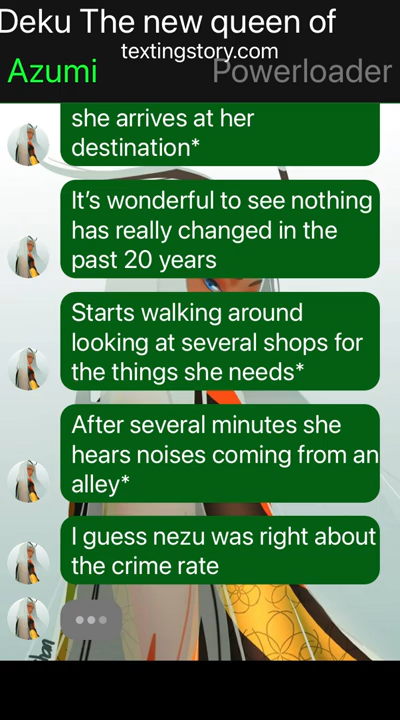 Deku The new queen of
textingstory.com
Azumi Powerloader
she arrives at her
destination*
It's wonderful to see nothing
has really changed in the
past 20 years
Starts walking around
looking at several shops for
the things she needs*
After several minutes she
hears noises coming from an
alley*
I guess nezu was right about
the crime rate